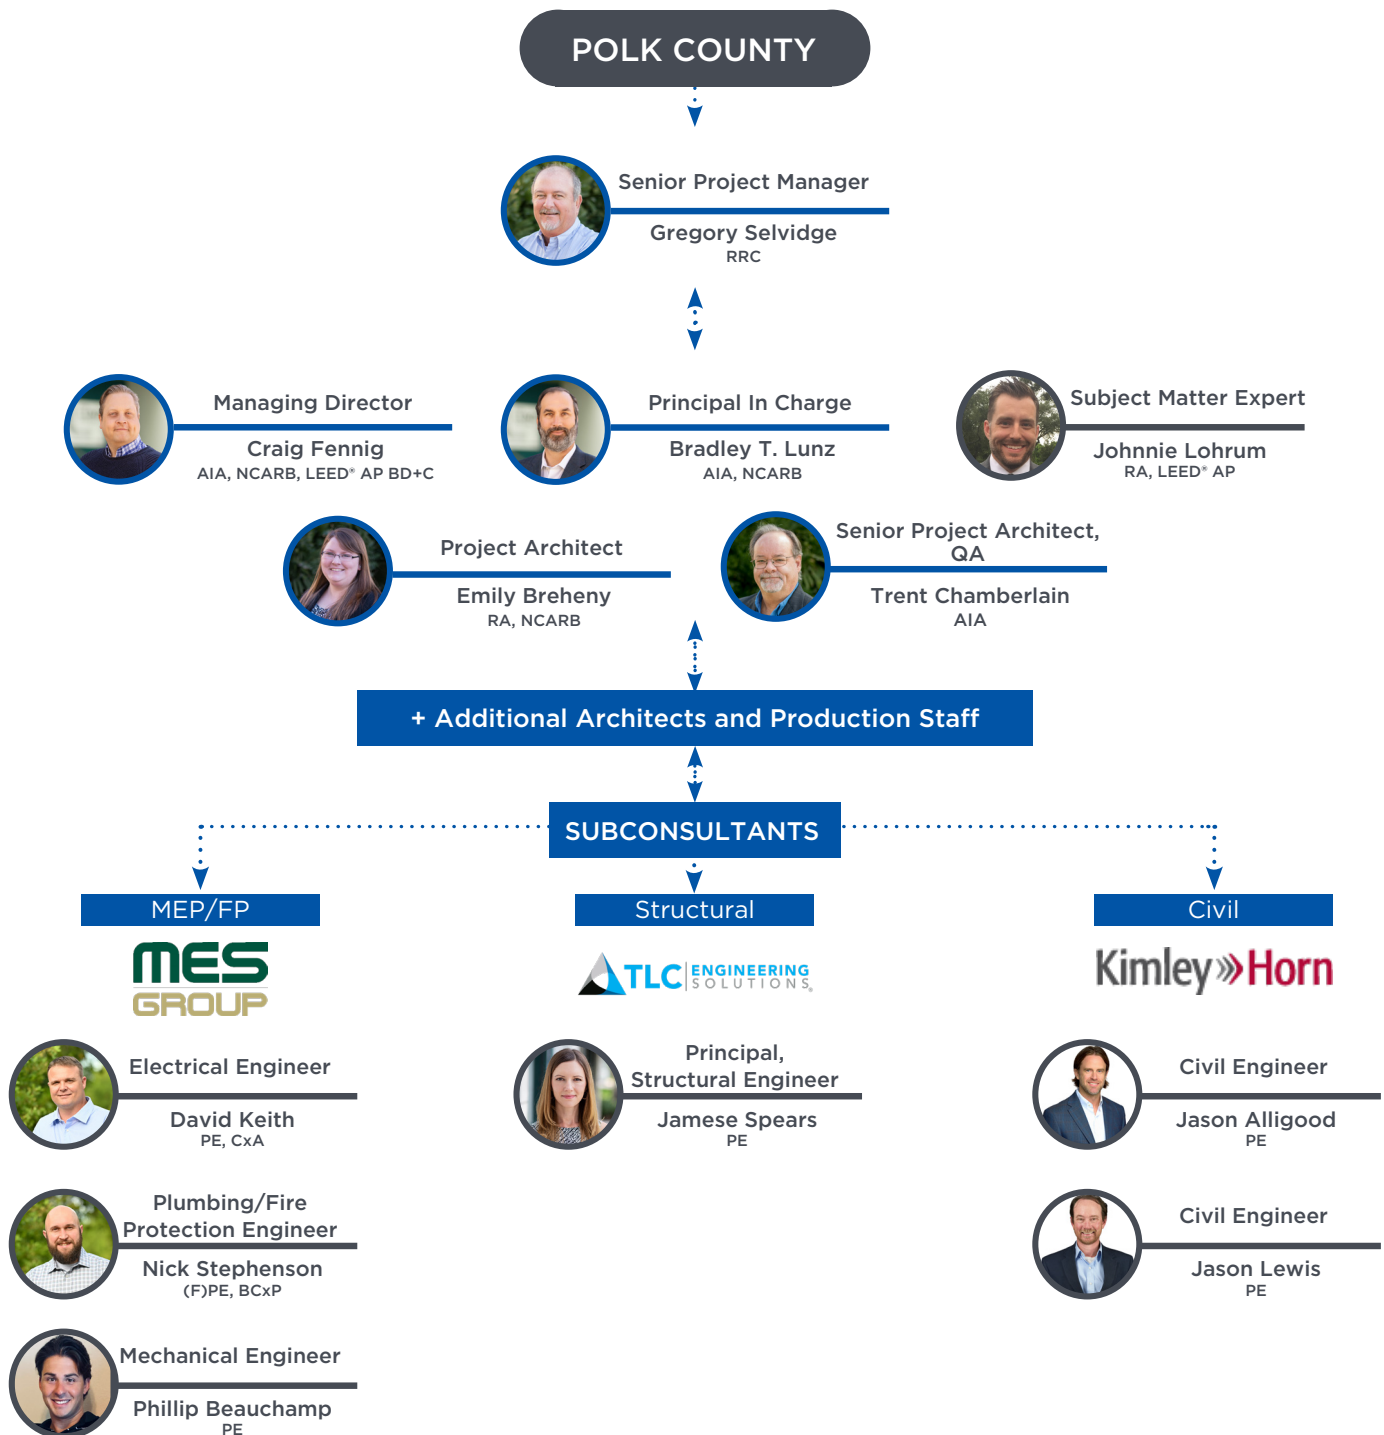 POLK COUNTY
Senior Project Manager
Gregory Selvidge
RRC
Managing Director
Craig Fennig
AIA, NCARB, LEED® AP BD+C
Principal In Charge
Bradley T. Lunz
AIA, NCARB
Subject Matter Expert
Johnnie Lohrum
RA, LEED® AP
Project Architect
Emily Breheny
RA, NCARB
Senior Project Architect,
QA
Trent Chamberlain
AIA
+ Additional Architects and Production Staff
SUBCONSULTANTS
MEP/FP
MES
GROUP
Electrical Engineer
David Keith
PE, CxA
Plumbing/Fire
Protection Engineer
Nick Stephenson
(F)PE, BCxP
Mechanical Engineer
Phillip Beauchamp
PE
Structural
TLC ENGINEERING
SOLUTIONS®
Principal,
Structural Engineer
Jamese Spears
PE
Civil
Kimley»Horn
Civil Engineer
Jason Alligood
PE
Civil Engineer
Jason Lewis
PE